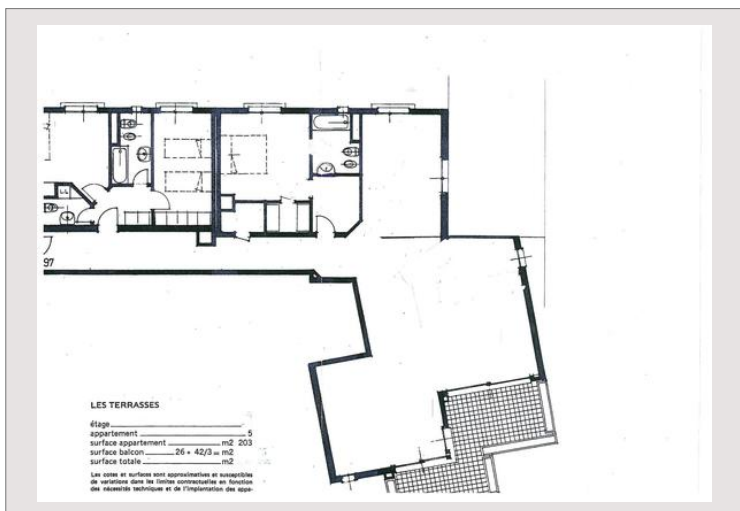 97
LES TERRASSES
étage
appartement 5
surface appartement m2 203
surface balcon 26 + 42/3 = m2
surface totale m2
Les cotes et surfaces sont approximatives et susceptibles
de variations dans les limites contractuelles en fonction
des nécessités techniques et de l'implantation des appa-